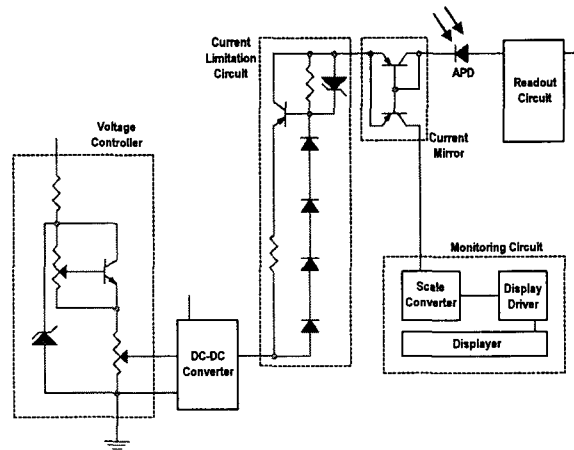 Current
Limitation
Circuit
APD
Readout
Circuit
Voltage
Controller
Current
Mirror
Monitoring Circuit
Scale
Converter
Display
Driver
Displayer
DC-DC
Converter